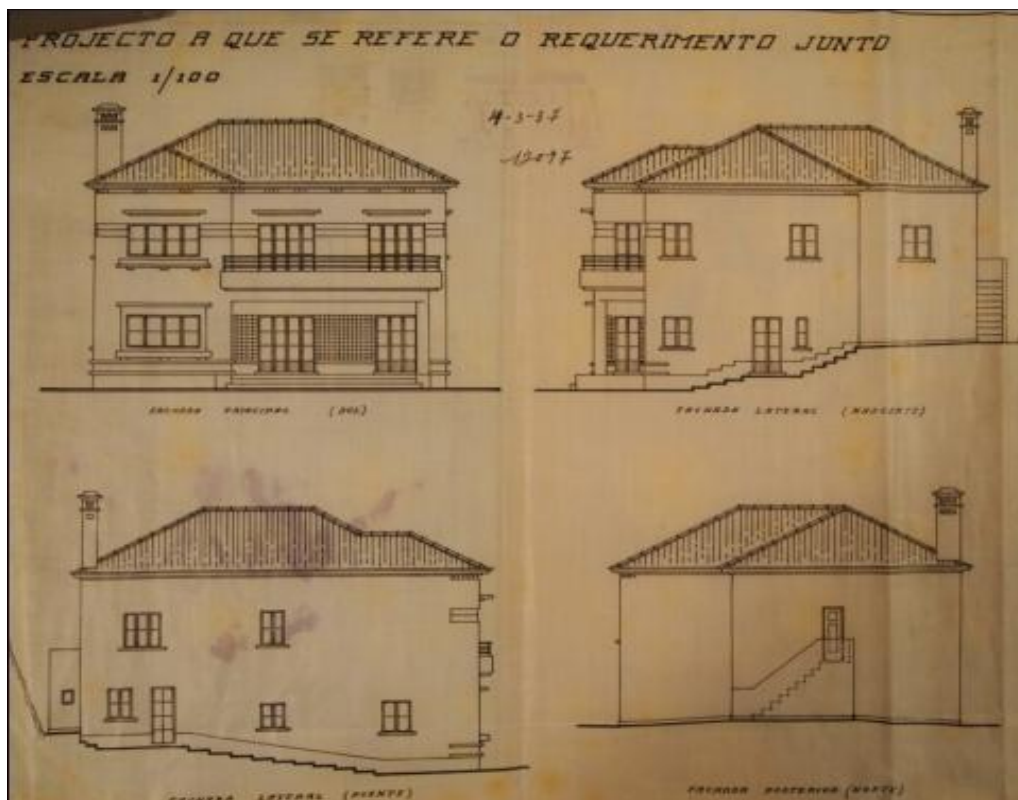 PROJECTO A QUE SE REFERE O REQUERIMENTO JUNTO
ESCALA 1/100
FACHADA PRINCIPAL (SUL)
FACHADA LATERAL (NASCENTE)
FACHADA LATERAL (POENTE)
FACHADA POSTERIOR (NORTE)